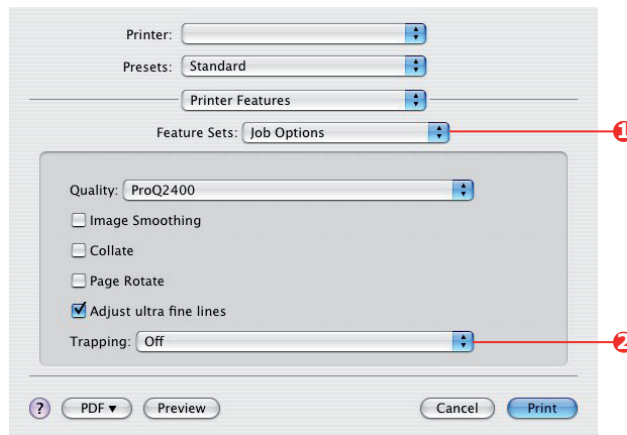 Printer:
Presets: Standard
Printer Features
Feature Sets: Job Options
1
Quality: ProQ2400
Image Smoothing
Collate
Page Rotate
Adjust ultra fine lines
Trapping: Off
2
? PDF▼ Preview Cancel Print